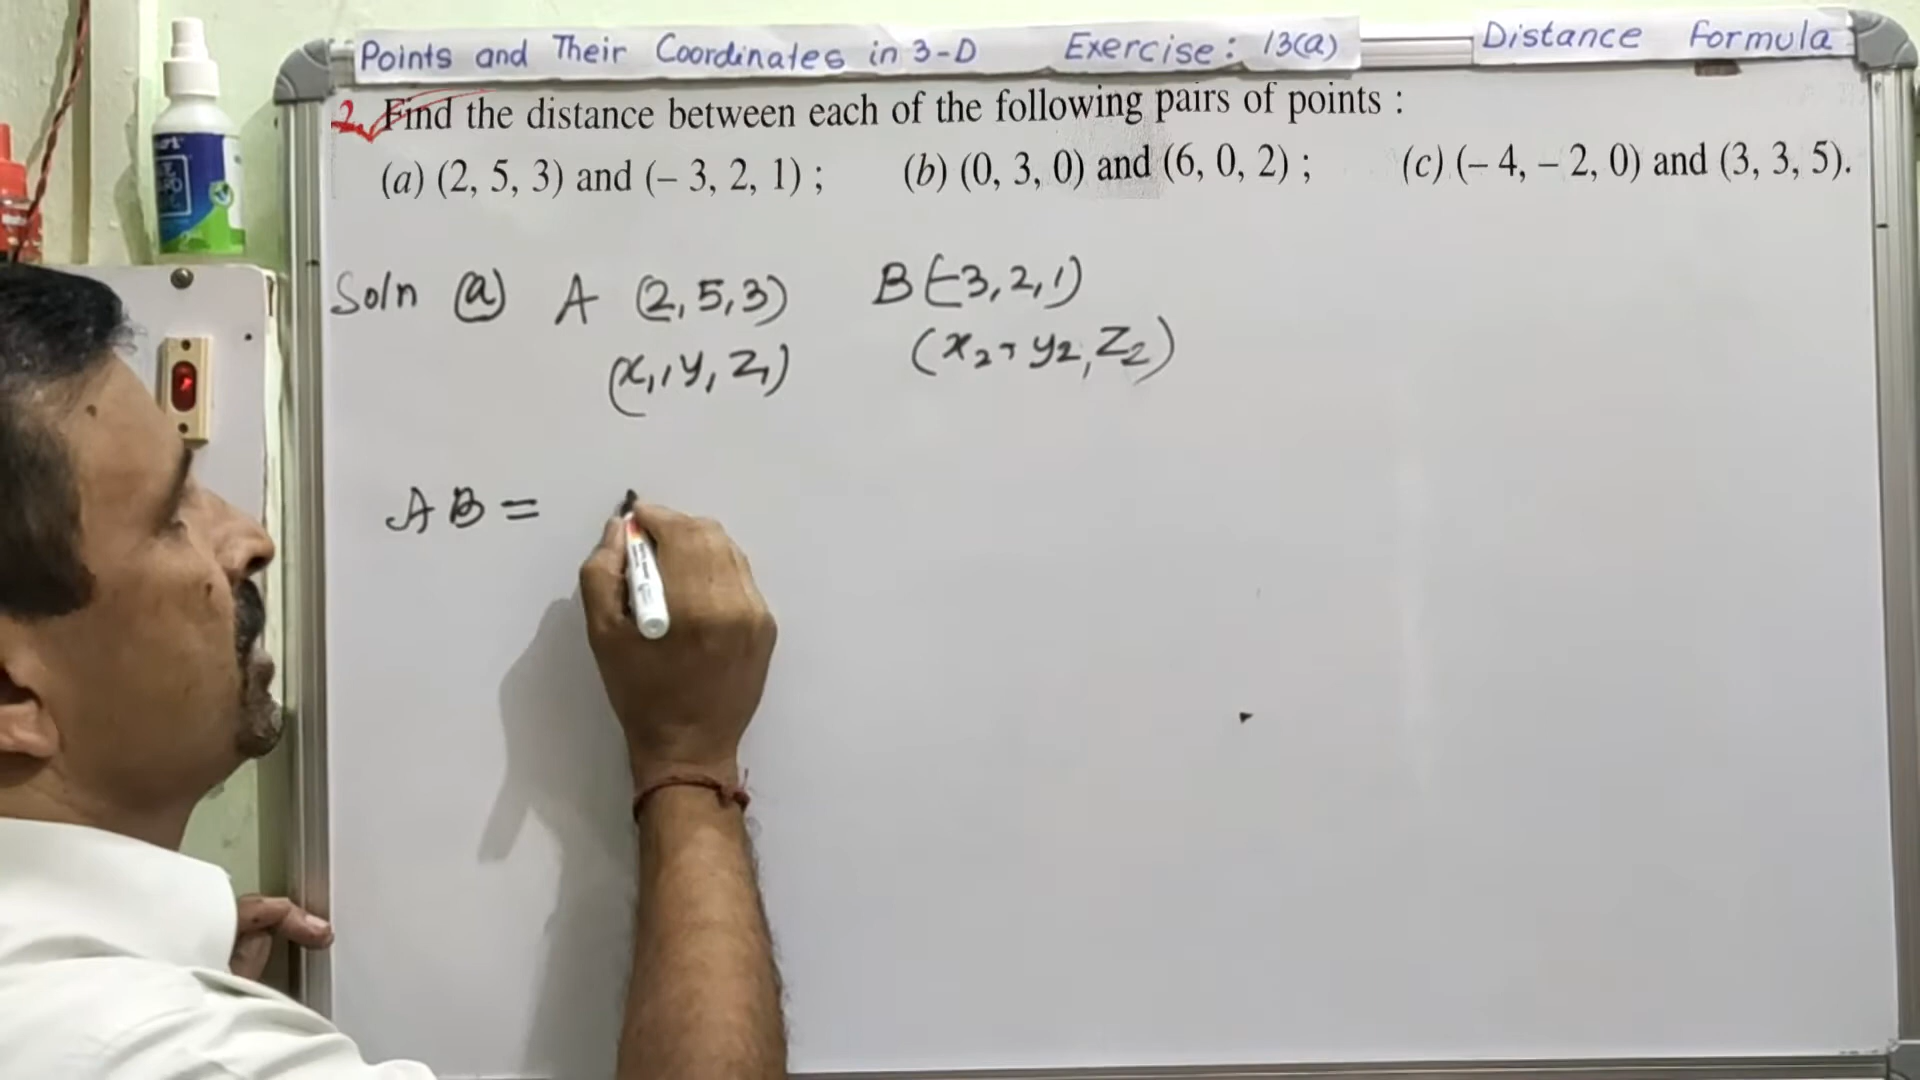 Points and Their Coordinates in 3-D Exercise: 13(a) Distance Formula
2. Find the distance between each of the following pairs of points :
(a) (2, 5, 3) and (– 3, 2, 1) ; (b) (0, 3, 0) and (6, 0, 2) ; (c) (– 4, – 2, 0) and (3, 3, 5).
Soln (a) A (2,5,3) B(-3,2,1)
(x₁,y₁ z₁) (x₂,y₂,z₂)
AB =